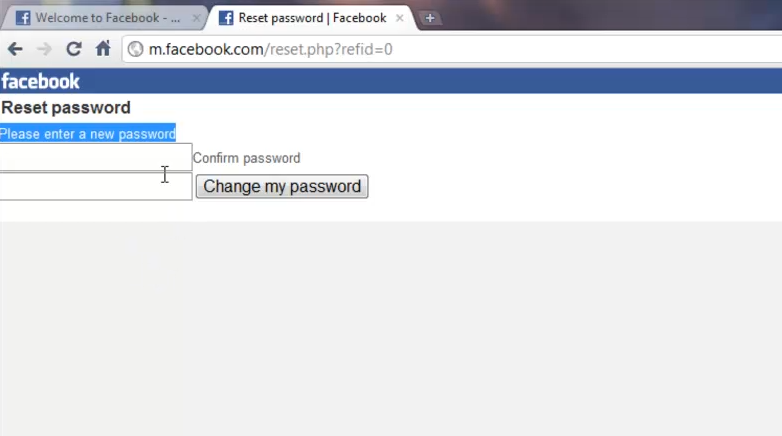 Welcome to Facebook - ...
Reset password | Facebook
m.facebook.com/reset.php?refid=0
facebook
Reset password
Please enter a new password
Confirm password
Change my password